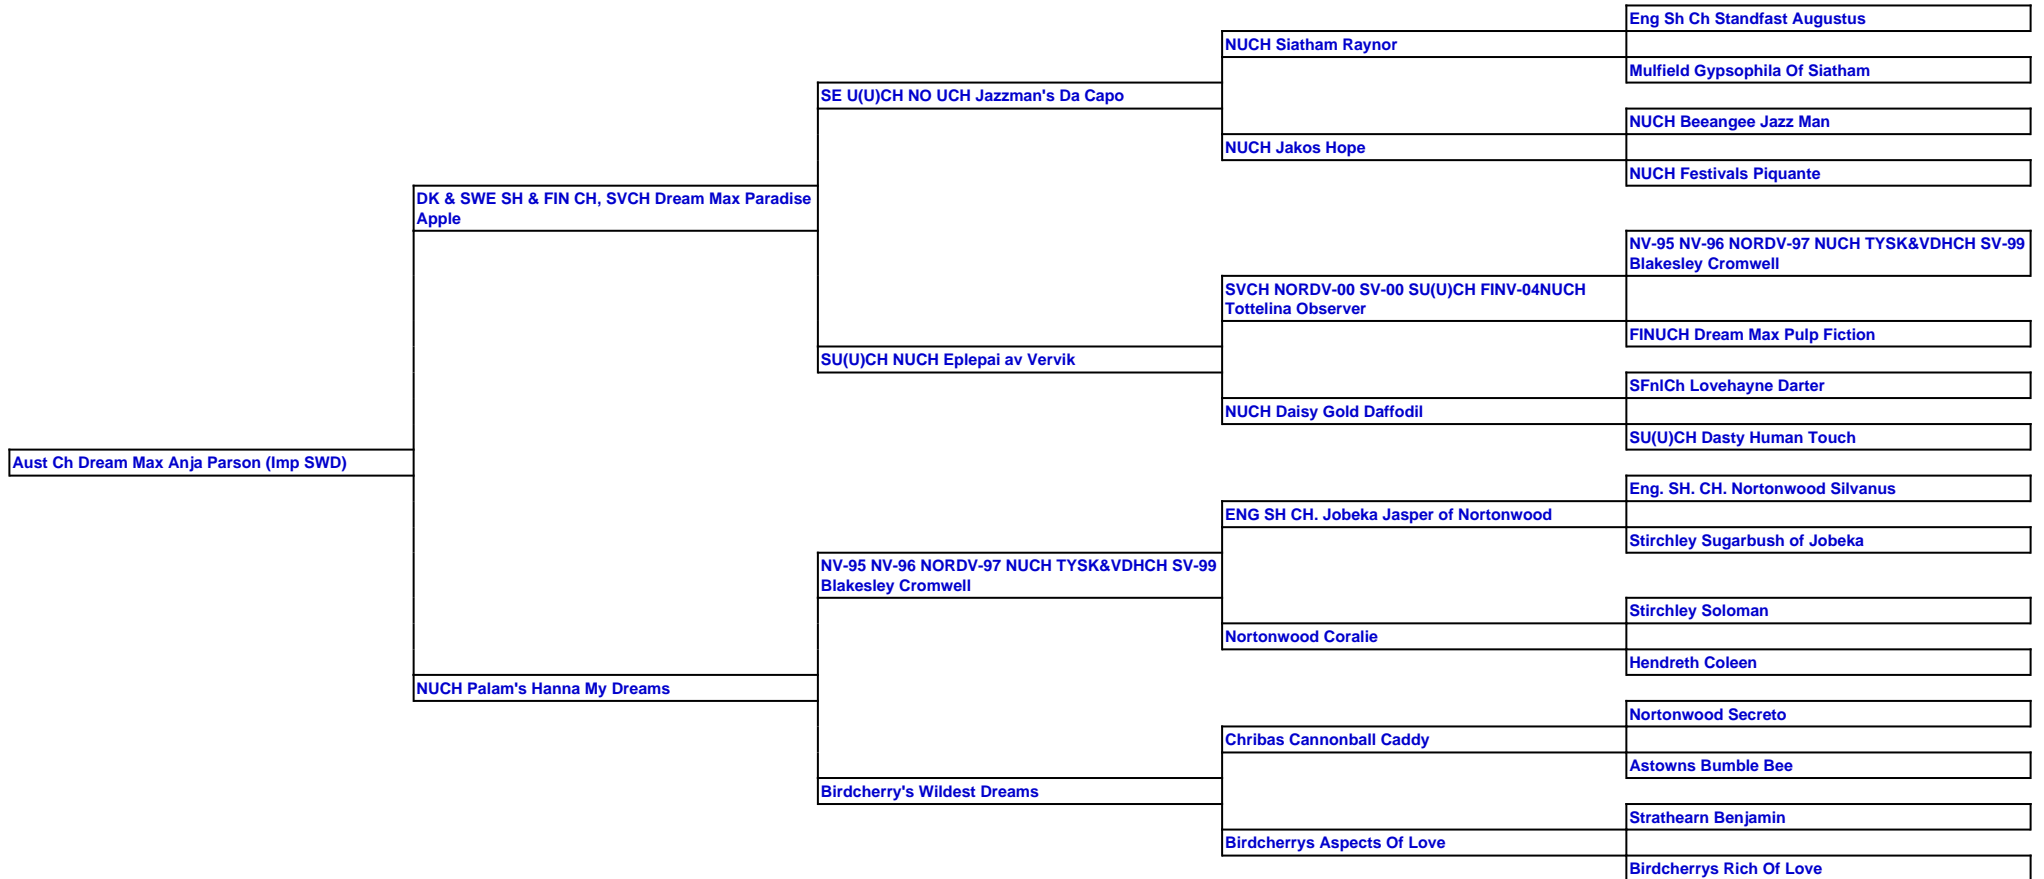 Eng Sh Ch Standfast Augustus
NUCH Siatham Raynor
Mulfield Gypsophila Of Siatham
SE U(U)CH NO UCH Jazzman's Da Capo
NUCH Beeangee Jazz Man
NUCH Jakos Hope
NUCH Festivals Piquante
DK & SWE SH & FIN CH, SVCH Dream Max Paradise
Apple
NV-95 NV-96 NORDV-97 NUCH TYSK&VDHCH SV-99
Blakesley Cromwell
SVCH NORDV-00 SV-00 SU(U)CH FINV-04NUCH
Tottelina Observer
FINUCH Dream Max Pulp Fiction
SU(U)CH NUCH Eplepai av Vervik
SFnlCh Lovehayne Darter
NUCH Daisy Gold Daffodil
SU(U)CH Dasty Human Touch
Aust Ch Dream Max Anja Parson (Imp SWD)
Eng. SH. CH. Nortonwood Silvanus
ENG SH CH. Jobeka Jasper of Nortonwood
Stirchley Sugarbush of Jobeka
NV-95 NV-96 NORDV-97 NUCH TYSK&VDHCH SV-99
Blakesley Cromwell
Stirchley Soloman
Nortonwood Coralie
Hendreth Coleen
NUCH Palam's Hanna My Dreams
Nortonwood Secreto
Chribas Cannonball Caddy
Astowns Bumble Bee
Birdcherry's Wildest Dreams
Strathearn Benjamin
Birdcherrys Aspects Of Love
Birdcherrys Rich Of Love